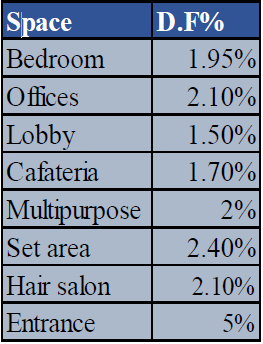 Space D.F%
Bedroom 1.95%
Offices 2.10%
Lobby 1.50%
Cafateria 1.70%
Multipurpose 2%
Set area 2.40%
Hair salon 2.10%
Entrance 5%